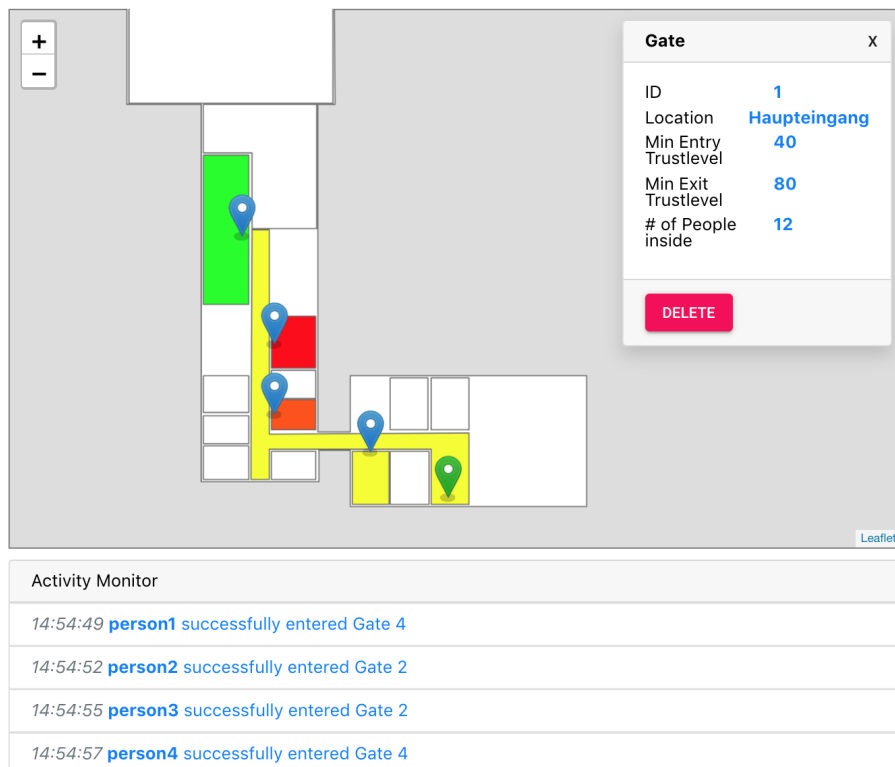 +
−
Gate X
ID 1
Location Haupteingang
Min Entry Trustlevel 40
Min Exit Trustlevel 80
# of People inside 12
DELETE
Leaflet
Activity Monitor
14:54:49 person1 successfully entered Gate 4
14:54:52 person2 successfully entered Gate 2
14:54:55 person3 successfully entered Gate 2
14:54:57 person4 successfully entered Gate 4